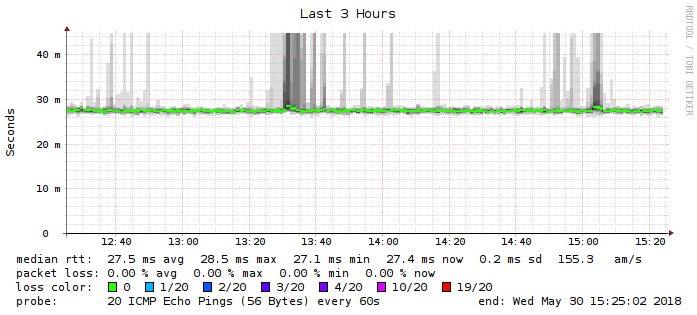 Last 3 Hours
RRDTOOL / TOBI OETIKER
Seconds
40 m
30 m
20 m
10 m
0
12:40 13:00 13:20 13:40 14:00 14:20 14:40 15:00 15:20
median rtt: 27.5 ms avg 28.5 ms max 27.1 ms min 27.4 ms now 0.2 ms sd 155.3 am/s
packet loss: 0.00 % avg 0.00 % max 0.00 % min 0.00 % now
loss color: 0 1/20 2/20 3/20 4/20 10/20 19/20
probe: 20 ICMP Echo Pings (56 Bytes) every 60s end: Wed May 30 15:25:02 2018